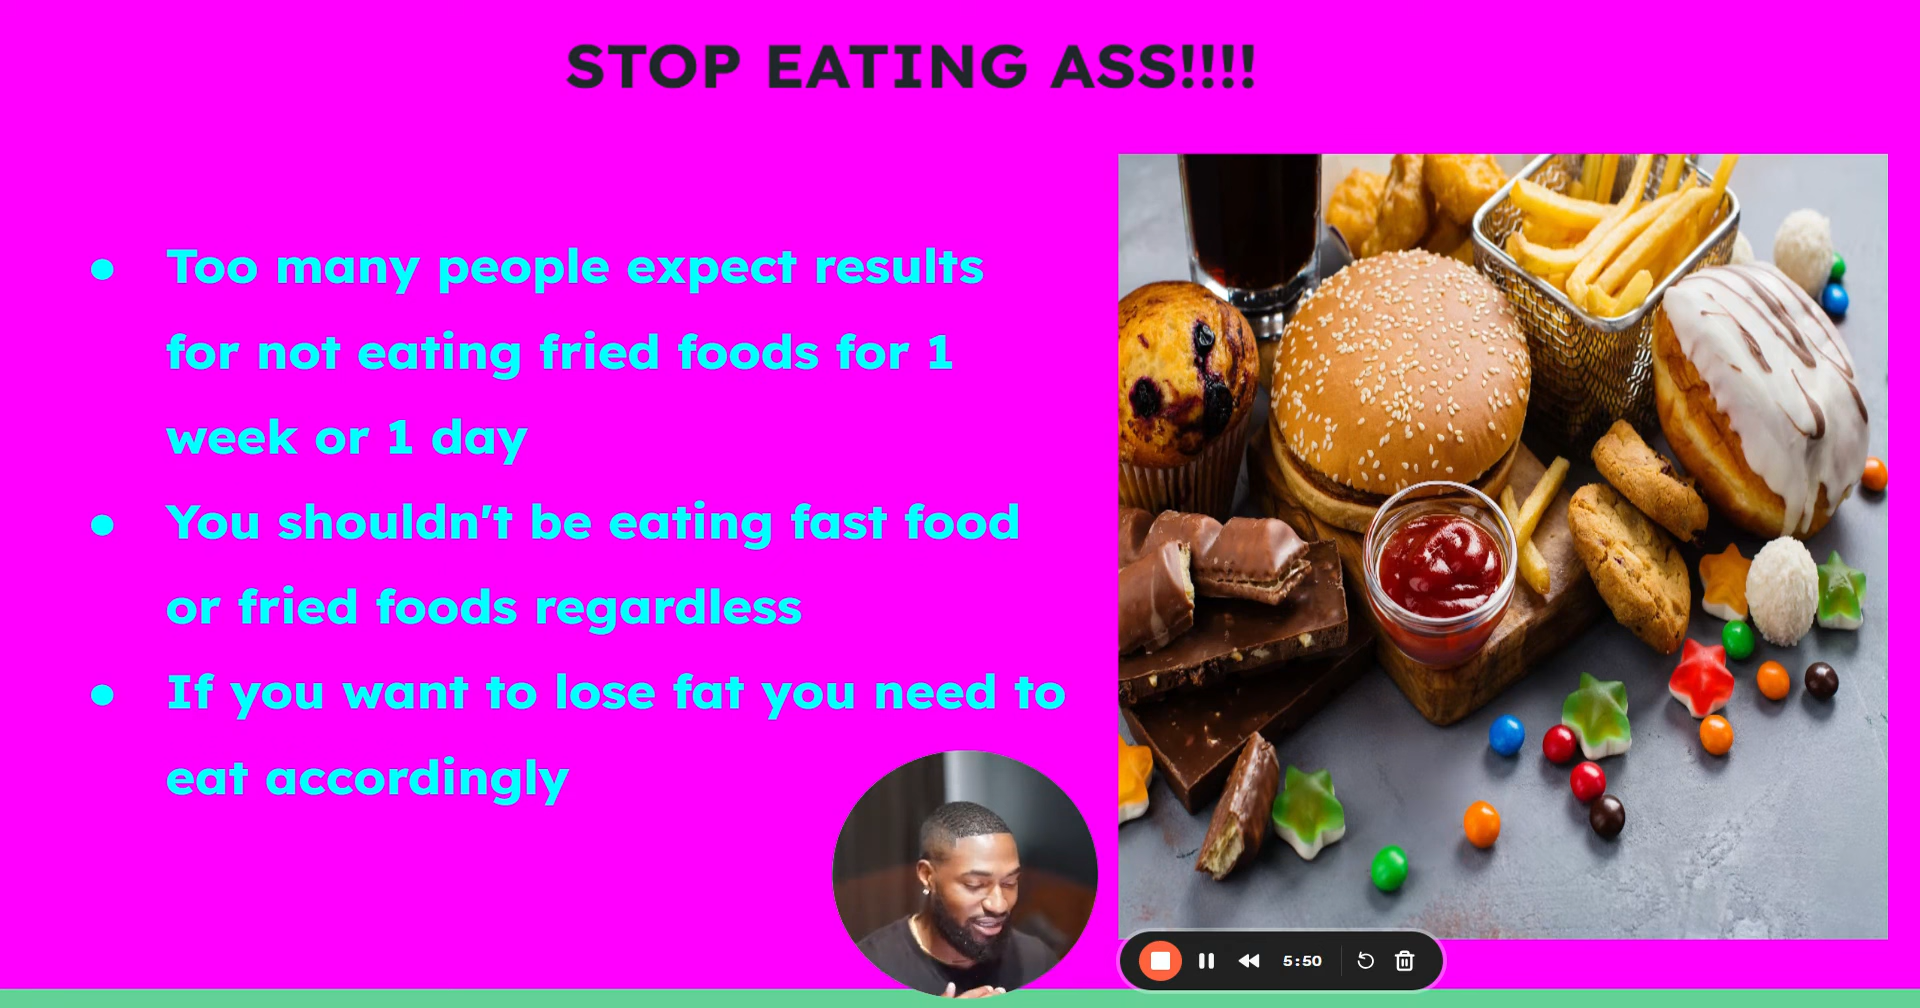 STOP EATING ASS!!!!
● Too many people expect results
for not eating fried foods for 1
week or 1 day
● You shouldn't be eating fast food
or fried foods regardless
● If you want to lose fat you need to
eat accordingly
5:50